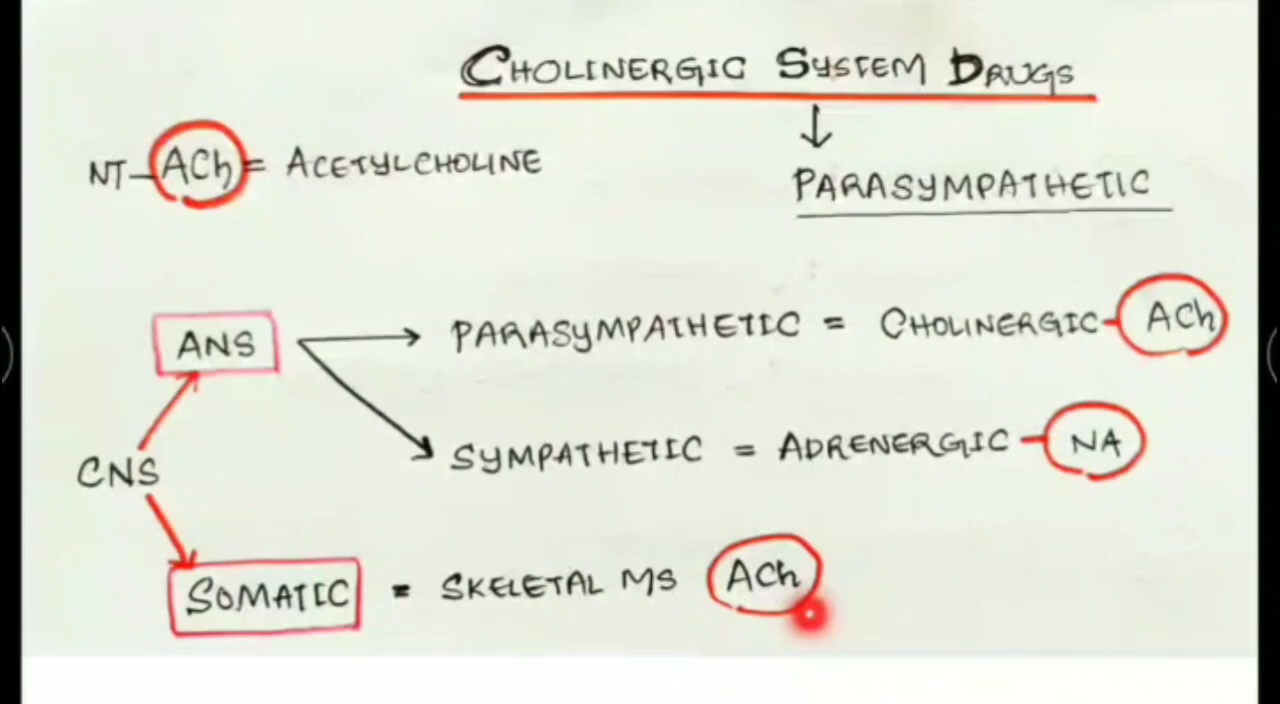 CHOLINERGIC SYSTEM DRUGS
NT-ACh = ACETYLCHOLINE
PARASYMPATHETIC
ANS
PARASYMPATHETIC = CHOLINERGIC-ACh
SYMPATHETIC = ADRENERGIC-NA
CNS
SOMATIC = SKELETAL MS ACh